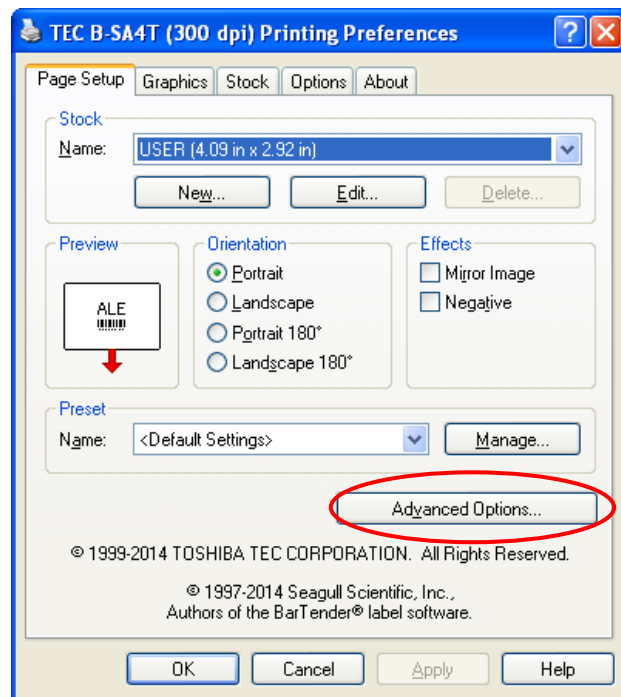 TEC B-SA4T (300 dpi) Printing Preferences
Page Setup Graphics Stock Options About
Stock
Name: USER (4.09 in x 2.92 in)
New... Edit... Delete...
Preview Orientation Effects
ALE
Portrait
Landscape
Portrait 180°
Landscape 180°
Mirror Image
Negative
Preset
Name: <Default Settings> Manage...
Advanced Options...
© 1999-2014 TOSHIBA TEC CORPORATION. All Rights Reserved.
© 1997-2014 Seagull Scientific, Inc.,
Authors of the BarTender® label software.
OK Cancel Apply Help